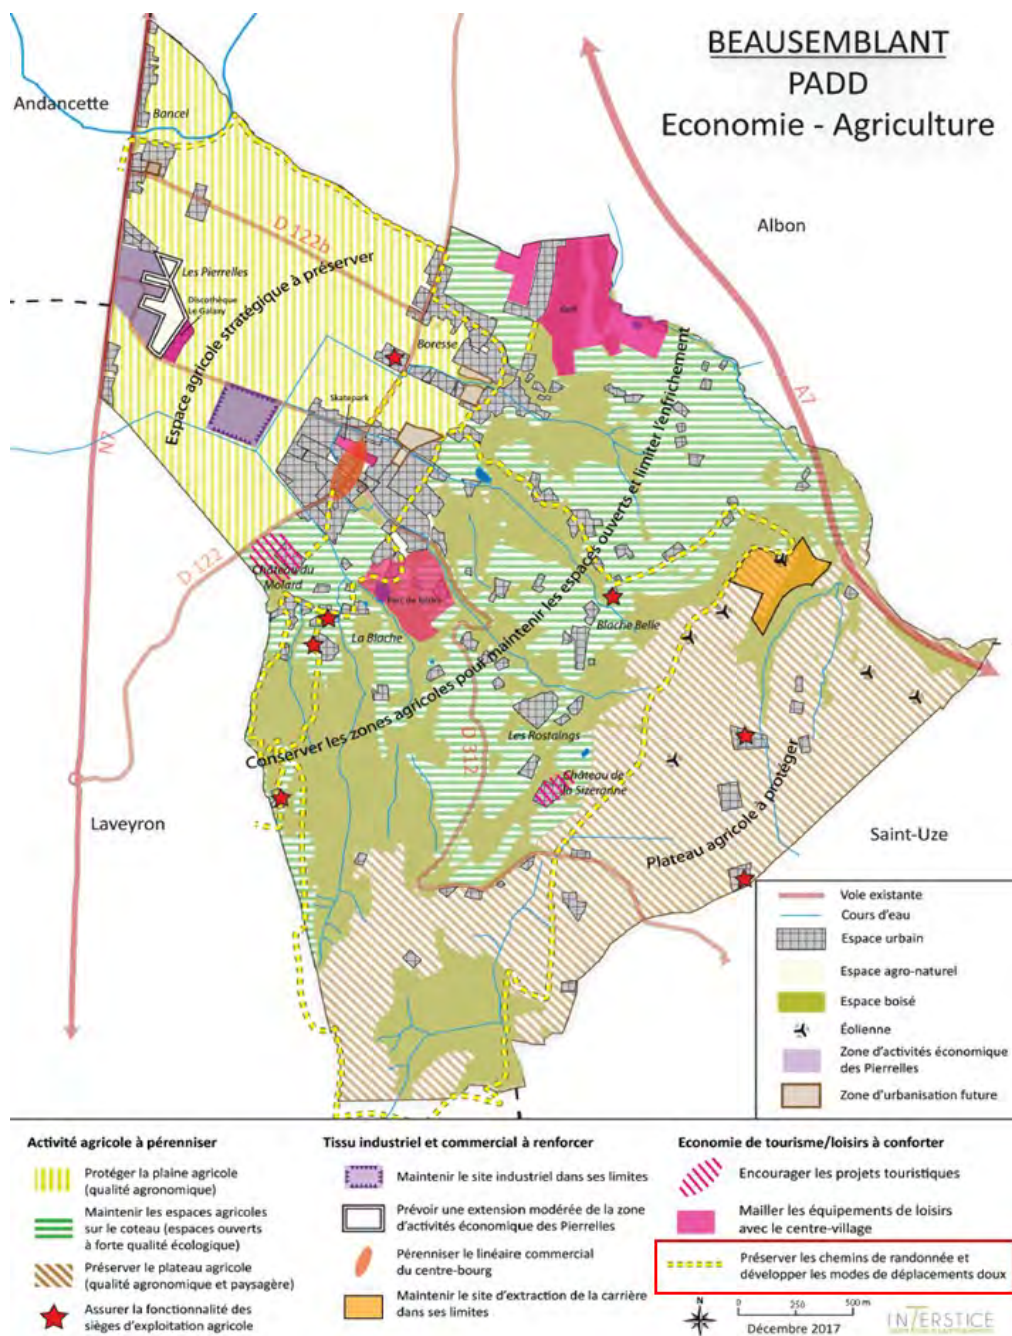 BEAUSEMBLANT
PADD
Economie - Agriculture
Andancette
Bancel
Albon
D 122b
Les Pierrelles
Discothèque
Le Galaxy
Espace agricole stratégique à préserver
Golf
Boresse
Skatepark
A7
N7
D 122
Château du
Molard
Parc de loisirs
La Blache
Blache Belle
Conserver les zones agricoles pour maintenir les espaces ouverts et limiter l'enfrichement
D 312
Les Rostaings
Château de
la Sizeranne
Plateau agricole à protéger
Laveyron
Saint-Uze
Voie existante
Cours d'eau
Espace urbain
Espace agro-naturel
Espace boisé
Éolienne
Zone d'activités économique
des Pierrelles
Zone d'urbanisation future
Activité agricole à pérenniser
Protéger la plaine agricole
(qualité agronomique)
Maintenir les espaces agricoles
sur le coteau (espaces ouverts
à forte qualité écologique)
Préserver le plateau agricole
(qualité agronomique et paysagère)
Assurer la fonctionnalité des
sièges d'exploitation agricole
Tissu industriel et commercial à renforcer
Maintenir le site industriel dans ses limites
Prévoir une extension modérée de la zone
d'activités économique des Pierrelles
Pérenniser le linéaire commercial
du centre-bourg
Maintenir le site d'extraction de la carrière
dans ses limites
Economie de tourisme/loisirs à conforter
Encourager les projets touristiques
Mailler les équipements de loisirs
avec le centre-village
Préserver les chemins de randonnée et
développer les modes de déplacements doux
N
0 250 500 m
Décembre 2017
INTERSTICE